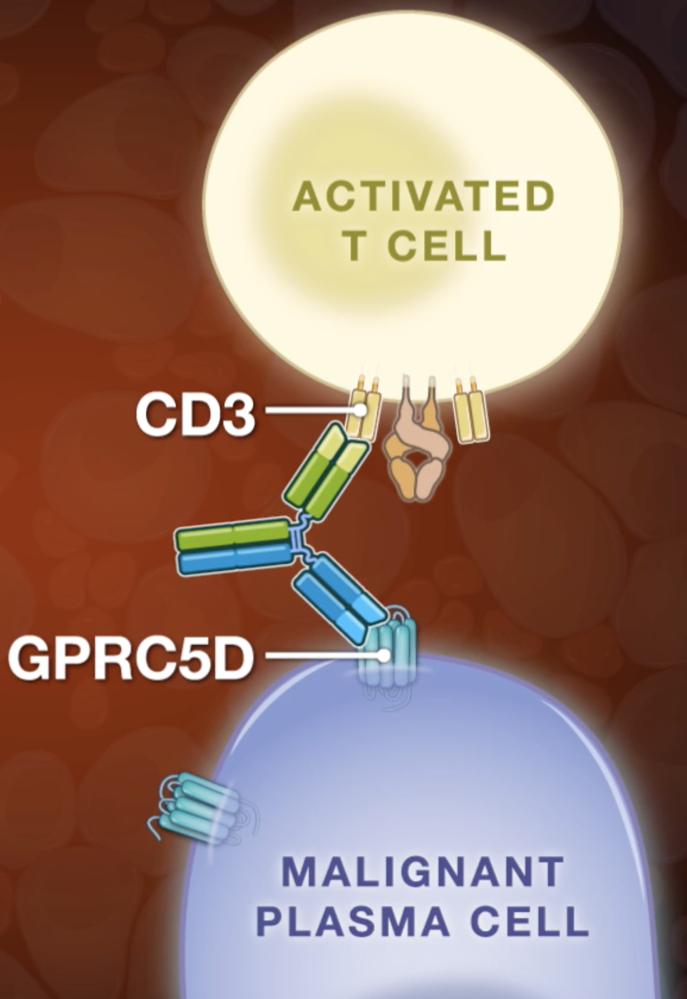 ACTIVATED
T CELL
CD3
GPRC5D
MALIGNANT
PLASMA CELL